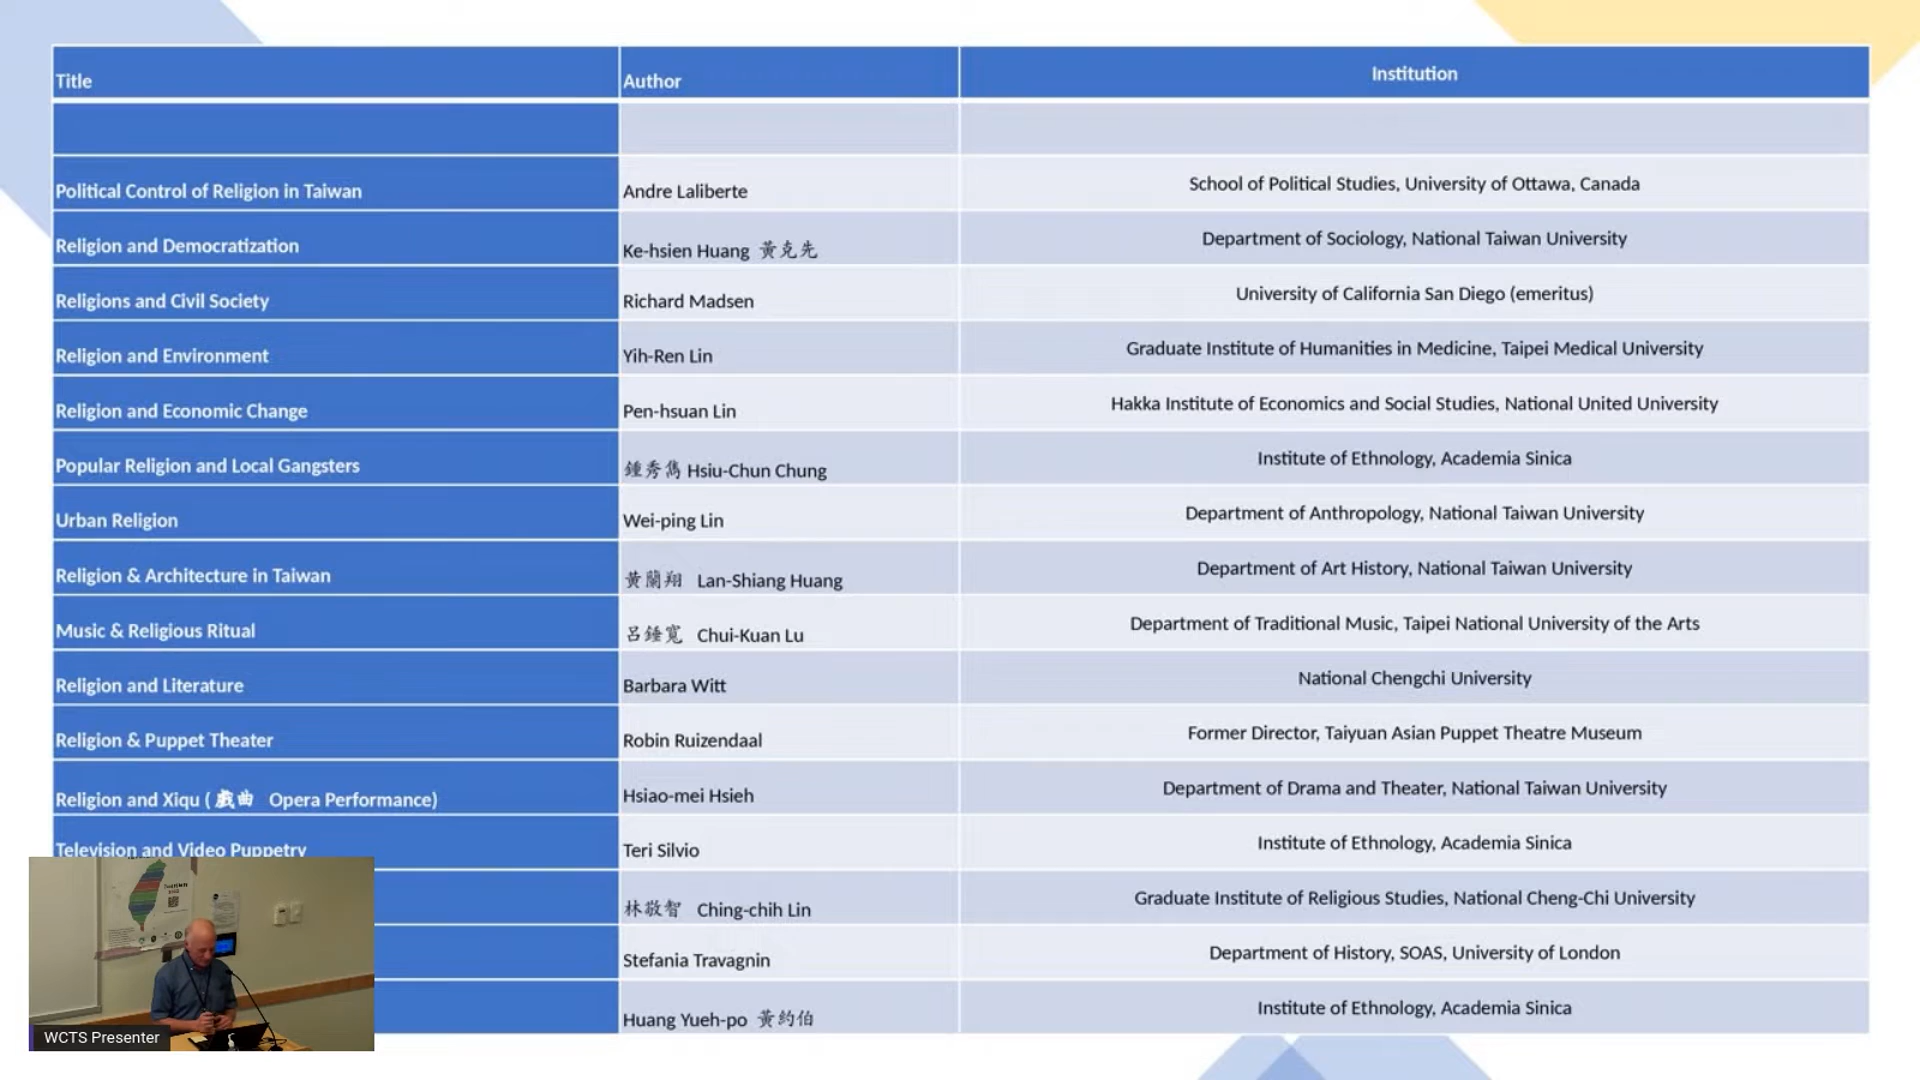 Title Author Institution
Political Control of Religion in Taiwan Andre Laliberte School of Political Studies, University of Ottawa, Canada
Religion and Democratization Ke-hsien Huang 黃克先 Department of Sociology, National Taiwan University
Religions and Civil Society Richard Madsen University of California San Diego (emeritus)
Religion and Environment Yih-Ren Lin Graduate Institute of Humanities in Medicine, Taipei Medical University
Religion and Economic Change Pen-hsuan Lin Hakka Institute of Economics and Social Studies, National United University
Popular Religion and Local Gangsters 鍾秀雋 Hsiu-Chun Chung Institute of Ethnology, Academia Sinica
Urban Religion Wei-ping Lin Department of Anthropology, National Taiwan University
Religion & Architecture in Taiwan 黃蘭翔 Lan-Shiang Huang Department of Art History, National Taiwan University
Music & Religious Ritual 呂錘寬 Chui-Kuan Lu Department of Traditional Music, Taipei National University of the Arts
Religion and Literature Barbara Witt National Chengchi University
Religion & Puppet Theater Robin Ruizendaal Former Director, Taiyuan Asian Puppet Theatre Museum
Religion and Xiqu ( 戲曲 Opera Performance) Hsiao-mei Hsieh Department of Drama and Theater, National Taiwan University
Television and Video Puppetry Teri Silvio Institute of Ethnology, Academia Sinica
林敬智 Ching-chih Lin Graduate Institute of Religious Studies, National Cheng-Chi University
Stefania Travagnin Department of History, SOAS, University of London
Huang Yueh-po 黃約伯 Institute of Ethnology, Academia Sinica
WCTS Presenter